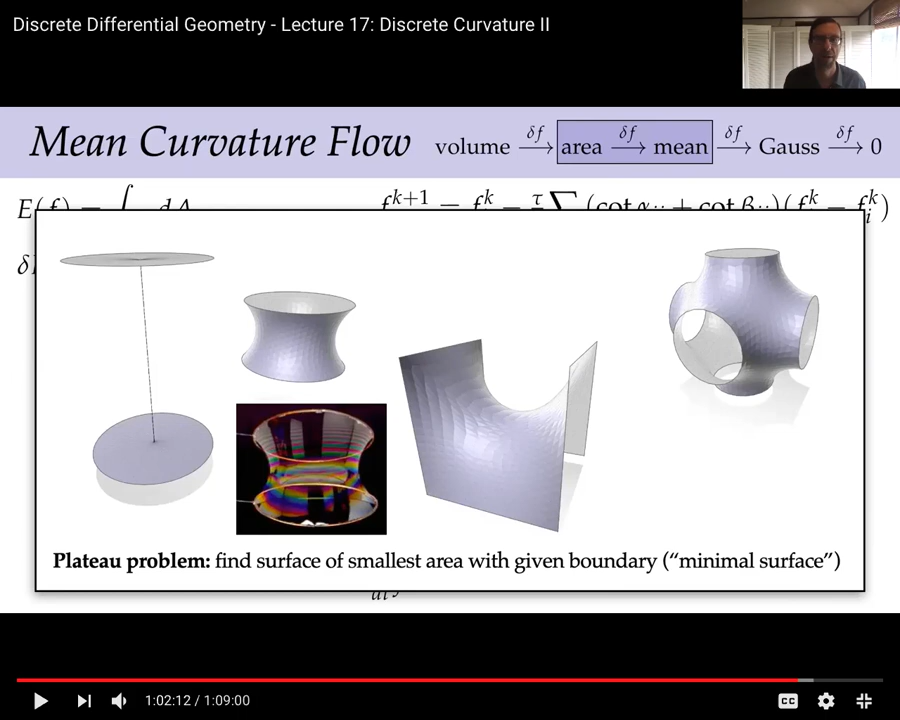 Discrete Differential Geometry - Lecture 17: Discrete Curvature II
Mean Curvature Flow
volume —δf→ area —δf→ mean —δf→ Gauss —δf→ 0
Plateau problem: find surface of smallest area with given boundary (“minimal surface”)
1:02:12 / 1:09:00
CC